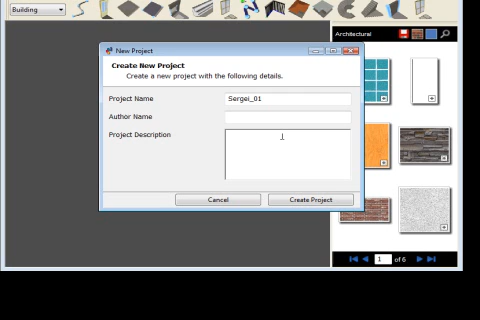 Building
Architectural
New Project
Create New Project
Create a new project with the following details.
Project Name
Sergei_01
Author Name
Project Description
Cancel
Create Project
1
of 6